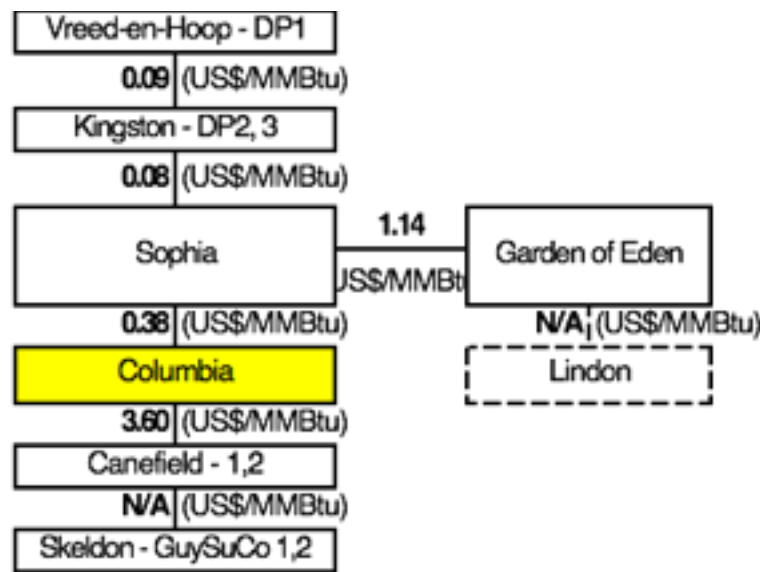 Vreed-en-Hoop - DP1
0.09 (US$/MMBtu)
Kingston - DP2, 3
0.08 (US$/MMBtu)
Sophia
1.14
US$/MMBtu
Garden of Eden
0.38 (US$/MMBtu)
N/A (US$/MMBtu)
Columbia
Lindon
3.60 (US$/MMBtu)
Canefield - 1,2
N/A (US$/MMBtu)
Skeldon - GuySuCo 1,2